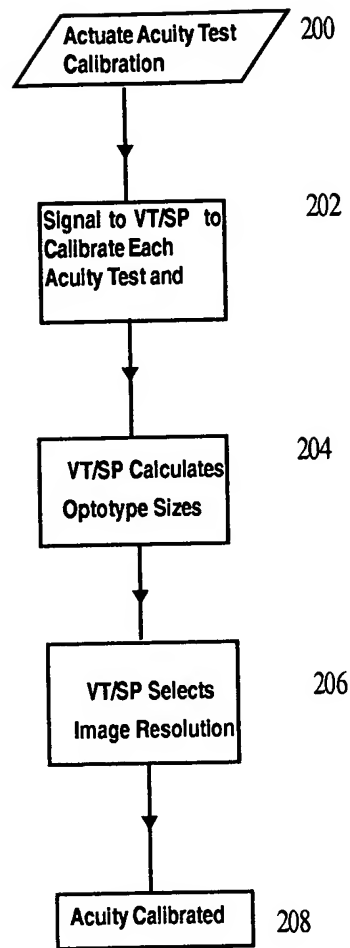 Actuate Acuity Test
Calibration
200
Signal to VT/SP to
Calibrate Each
Acuity Test and
202
VT/SP Calculates
Optotype Sizes
204
VT/SP Selects
Image Resolution
206
Acuity Calibrated
208